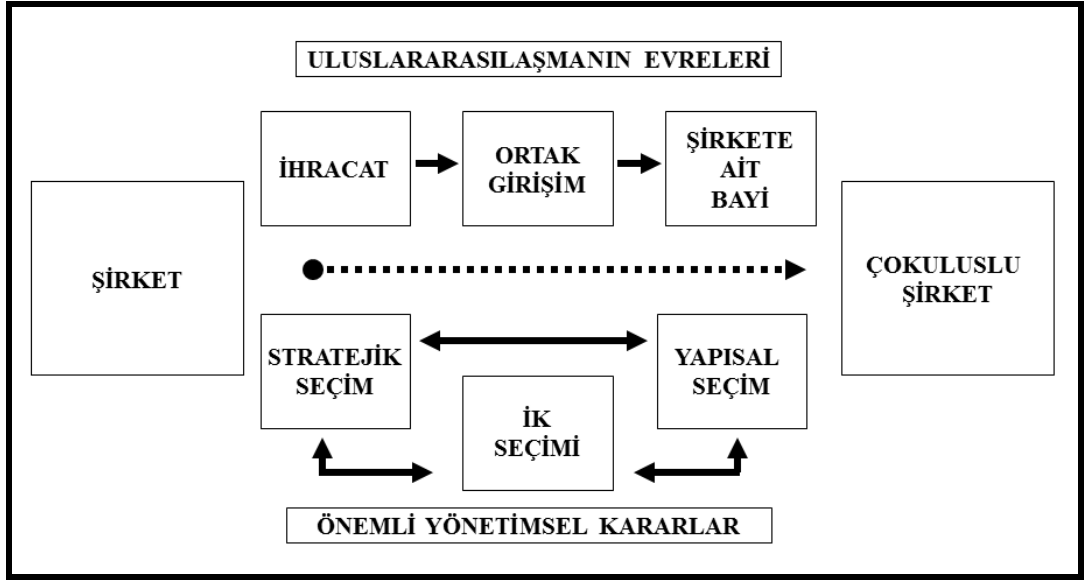 ULUSLARARASILAŞMANIN EVRELERİ
İHRACAT
ORTAK
GİRİŞİM
ŞİRKETE
AİT
BAYİ
ŞİRKET
ÇOKULUSLU
ŞİRKET
STRATEJİK
SEÇİM
İK
SEÇİMİ
YAPISAL
SEÇİM
ÖNEMLİ YÖNETİMSEL KARARLAR